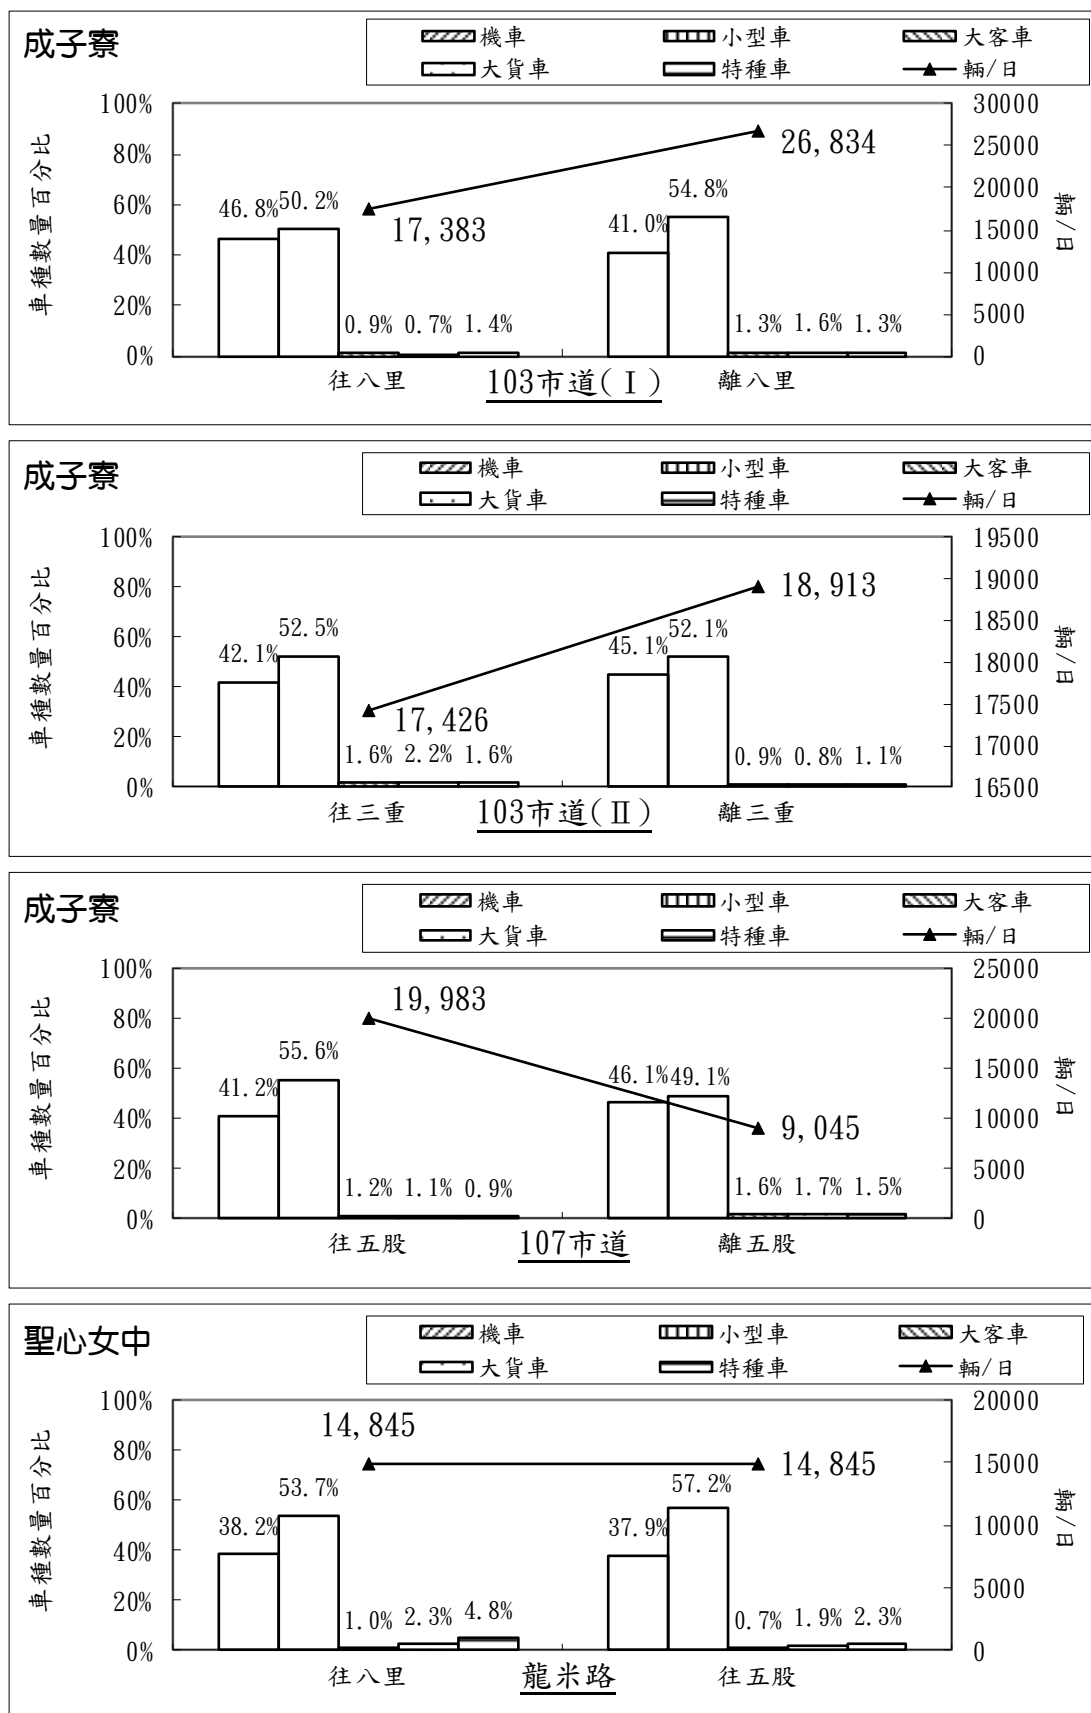 成子寮
機車 小型車 大客車
大貨車 特種車 輛/日
車種數量百分比
輛/日
100% 30000
80% 25000
60% 20000
40% 15000
20% 10000
0% 5000
0
46.8% 50.2% 0.9% 0.7% 1.4%
17,383
41.0% 54.8% 1.3% 1.6% 1.3%
26,834
往八里 103市道(Ⅰ) 離八里
成子寮
機車 小型車 大客車
大貨車 特種車 輛/日
車種數量百分比
輛/日
100% 19500
80% 19000
60% 18500
40% 18000
20% 17500
0% 17000
16500
42.1% 52.5% 1.6% 2.2% 1.6%
17,426
45.1% 52.1% 0.9% 0.8% 1.1%
18,913
往三重 103市道(Ⅱ) 離三重
成子寮
機車 小型車 大客車
大貨車 特種車 輛/日
車種數量百分比
輛/日
100% 25000
80% 20000
60% 15000
40% 10000
20% 5000
0% 0
41.2% 55.6% 1.2% 1.1% 0.9%
19,983
46.1% 49.1% 1.6% 1.7% 1.5%
9,045
往五股 107市道 離五股
聖心女中
機車 小型車 大客車
大貨車 特種車 輛/日
車種數量百分比
輛/日
100% 20000
80% 15000
60% 10000
40% 5000
20% 0
0%
38.2% 53.7% 1.0% 2.3% 4.8%
14,845
37.9% 57.2% 0.7% 1.9% 2.3%
14,845
往八里 龍米路 往五股